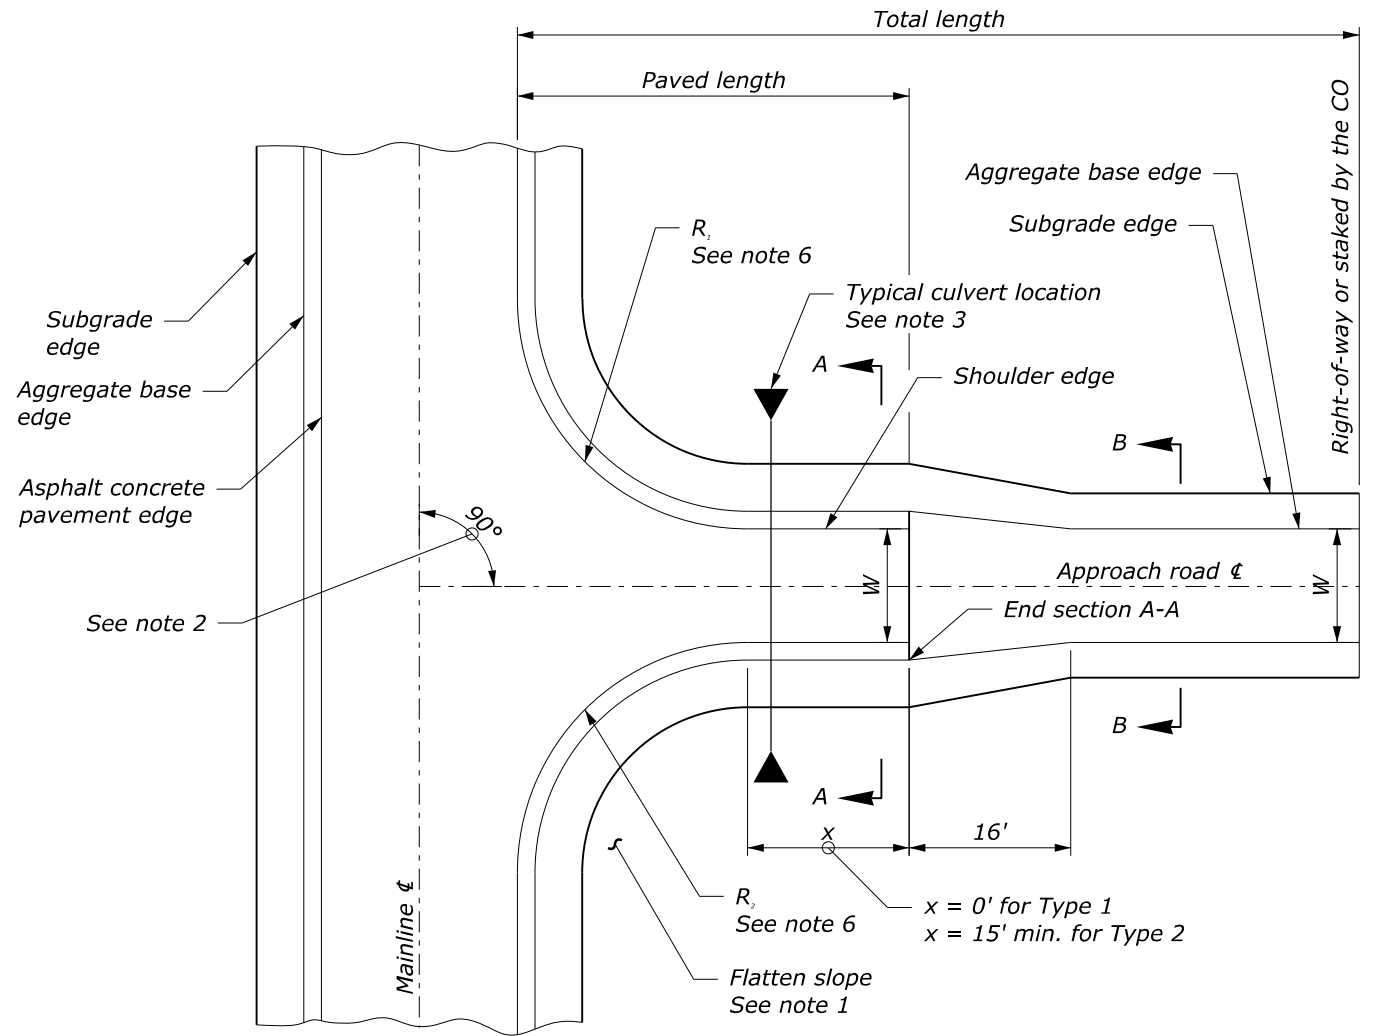 Total length
Paved length
Right-of-way or staked by the CO
Aggregate base edge
Subgrade edge
R₁
See note 6
Typical culvert location
See note 3
Subgrade
edge
A
Shoulder edge
Aggregate base
edge
B
Asphalt concrete
pavement edge
90°
W
Approach road ℄
W
See note 2
End section A-A
B
A
x
16'
Mainline ℄
R₂
See note 6
x = 0' for Type 1
x = 15' min. for Type 2
Flatten slope
See note 1